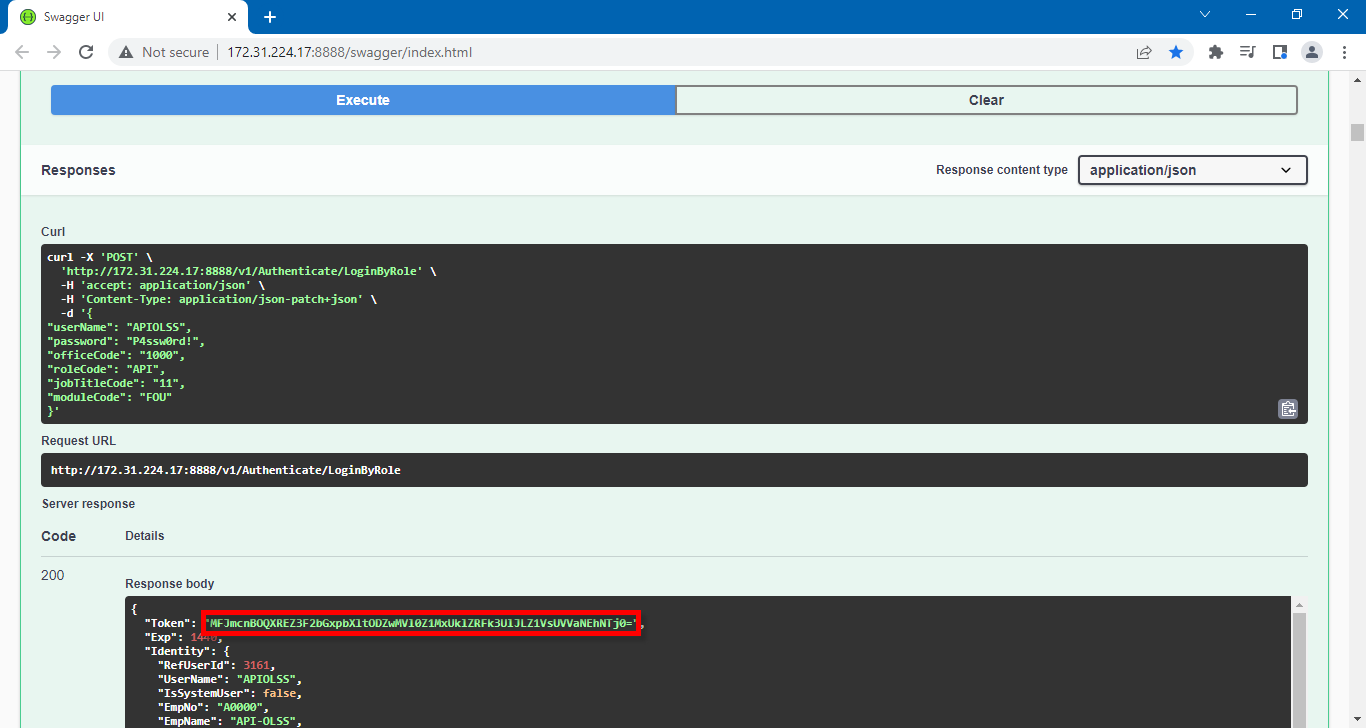 Swagger UI
Not secure
172.31.224.17:8888/swagger/index.html
Execute
Clear
Responses
Response content type
application/json
Curl
curl -X 'POST' \
'http://172.31.224.17:8888/v1/Authenticate/LoginByRole' \
-H 'accept: application/json' \
-H 'Content-Type: application/json-patch+json' \
-d '{
"userName": "APIOLSS",
"password": "P4ssw0rd!",
"officeCode": "1000",
"roleCode": "API",
"jobTitleCode": "11",
"moduleCode": "FOU"
}'
Request URL
http://172.31.224.17:8888/v1/Authenticate/LoginByRole
Server response
Code
Details
200
Response body
{
"Token": "MFJmcnBOQXREZ3F2bGxpbXltODZwMVl0Z1MxUklZRFk3UlJLZ1VsUVVaNEhNTj0=",
"Exp": 1440,
"Identity": {
"RefUserId": 3161,
"UserName": "APIOLSS",
"IsSystemUser": false,
"EmpNo": "A0000",
"EmpName": "API-OLSS",